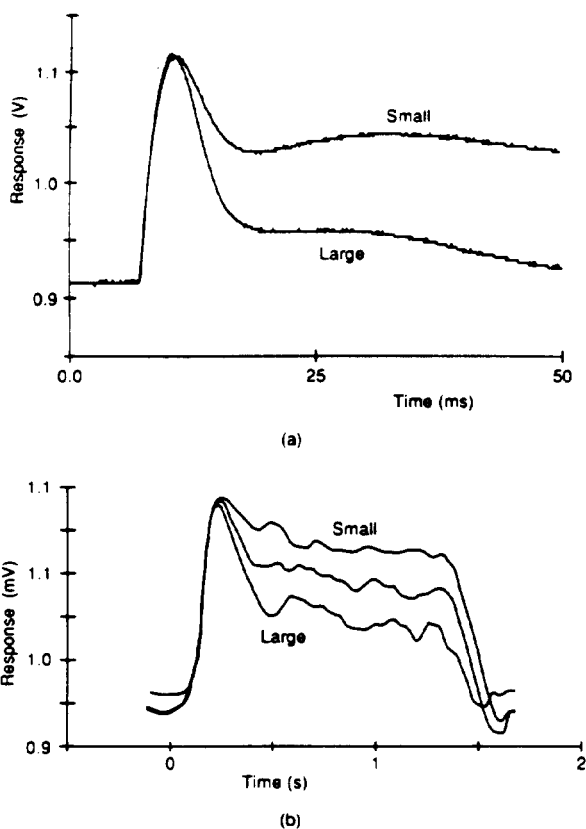 Response (V)
1.1
1.0
0.9
Small
Large
0.0
25
50
Time (ms)
(a)
Response (mV)
1.1
1.1
1.0
0.9
Small
Large
0
1
2
Time (s)
(b)